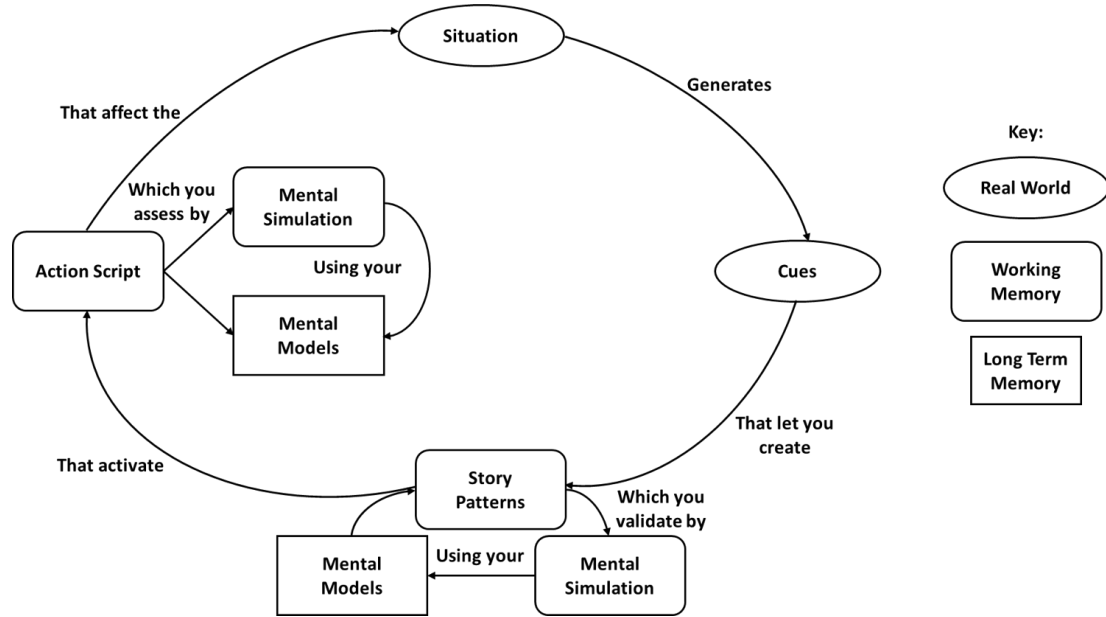 Situation
Generates
That affect the
Key:
Real World
Which you
assess by
Mental
Simulation
Action Script
Using your
Cues
Working
Memory
Mental
Models
Long Term
Memory
That let you
create
That activate
Story
Patterns
Which you
validate by
Mental
Models
Using your
Mental
Simulation